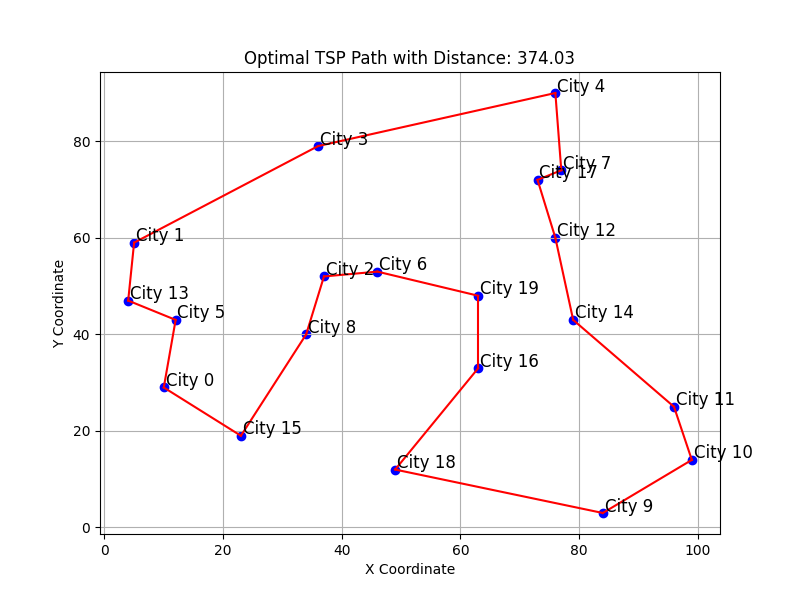 Optimal TSP Path with Distance: 374.03
City 4
City 3
City 7
City 17
City 1
City 12
City 2
City 6
City 13
City 19
City 5
City 14
City 8
City 16
City 0
City 11
City 15
City 18
City 10
City 9
80
60
40
20
0
Y Coordinate
0 20 40 60 80 100
X Coordinate